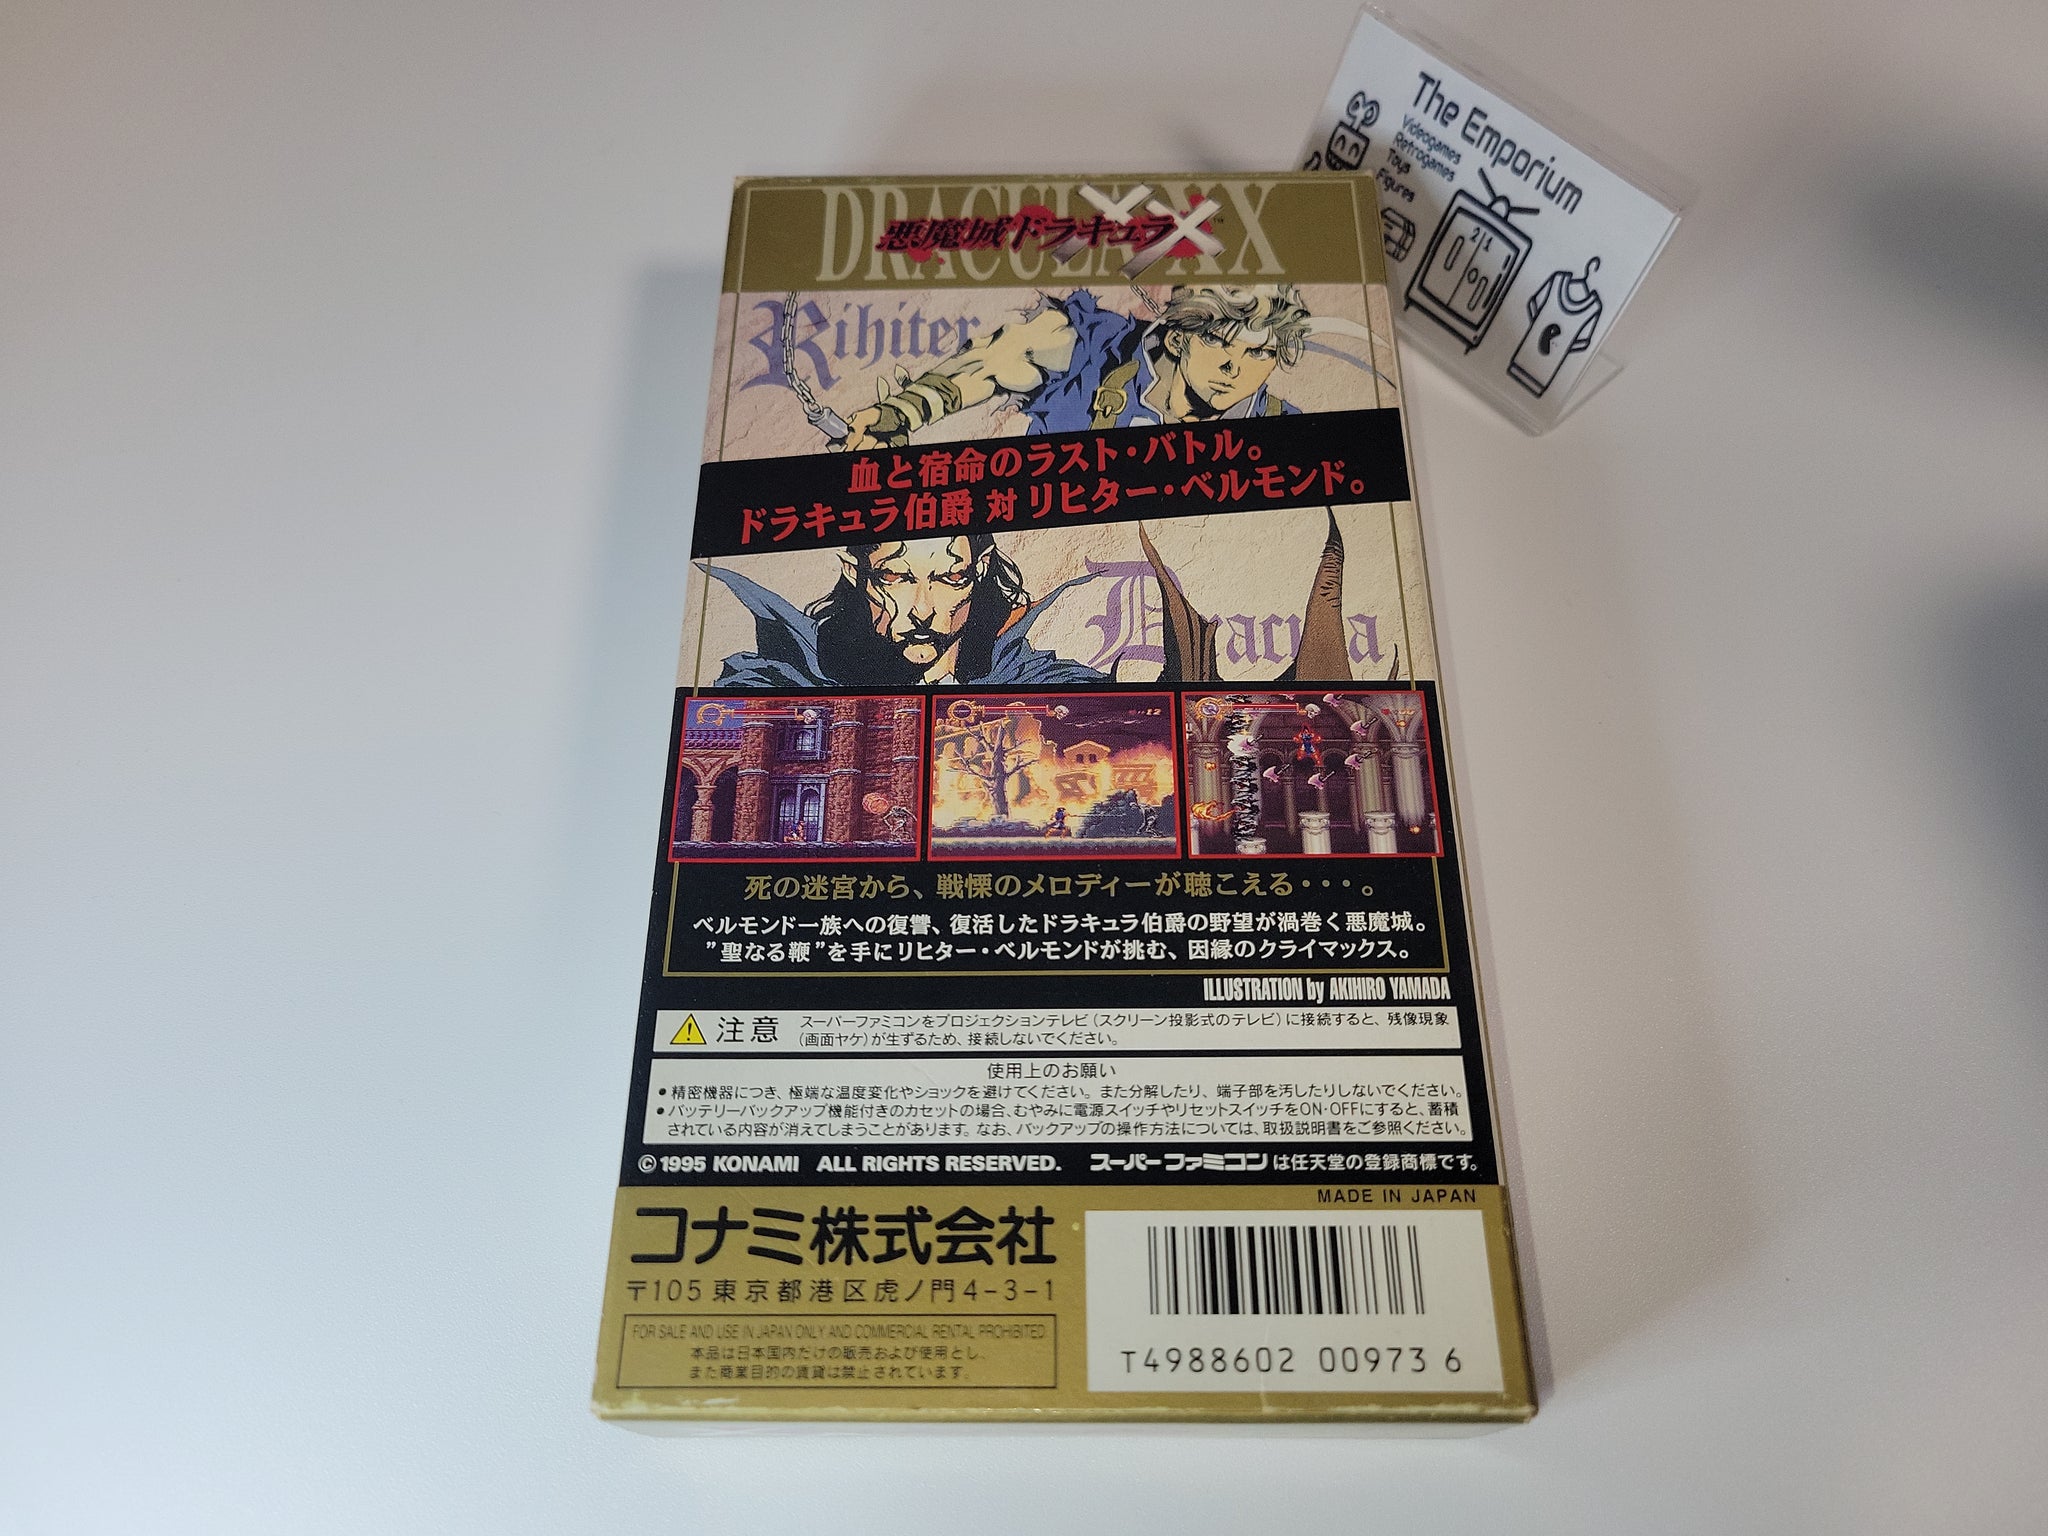 The Emporium
Videogames
Retrogames
Toys
Figures
2 1
DRACULA XX
悪魔城ドラキュラXX
Rihiter
血と宿命のラスト・バトル。
ドラキュラ伯爵 対 リヒター・ベルモンド。
Dracula
死の迷宮から、戦慄のメロディーが聴こえる・・・。
ベルモンド一族への復讐、復活したドラキュラ伯爵の野望が渦巻く悪魔城。
”聖なる鞭”を手にリヒター・ベルモンドが挑む、因縁のクライマックス。
ILLUSTRATION by AKIHIRO YAMADA
注意 スーパーファミコンをプロジェクションテレビ(スクリーン投影式のテレビ)に接続すると、残像現象
(画面ヤケ)が生ずるため、接続しないでください。
使用上のお願い
●精密機器につき、極端な温度変化やショックを避けてください。また分解したり、端子部を汚したりしないでください。
●バッテリーバックアップ機能付きのカセットの場合、むやみに電源スイッチやリセットスイッチをON・OFFにすると、蓄積
されている内容が消えてしまうことがあります。なお、バックアップの操作方法については、取扱説明書をご参照ください。
©1995 KONAMI ALL RIGHTS RESERVED. スーパーファミコンは任天堂の登録商標です。
MADE IN JAPAN
コナミ株式会社
〒105 東京都港区虎ノ門4-3-1
FOR SALE AND USE IN JAPAN ONLY AND COMMERCIAL RENTAL PROHIBITED
本品は日本国内だけの販売および使用とし、
また商業目的の賃貸は禁止されています。
T4988602 00973 6